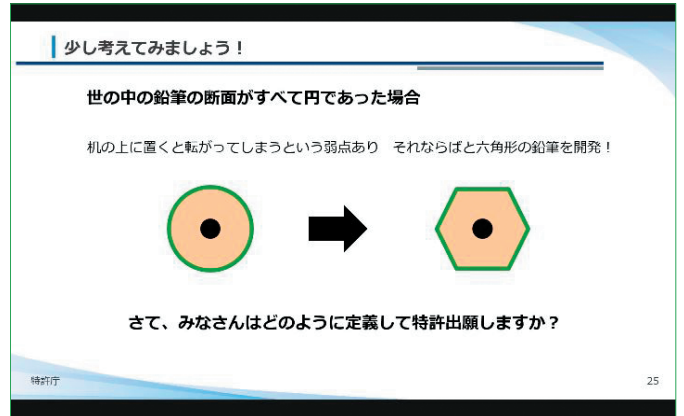 少し考えてみましょう！
世の中の鉛筆の断面がすべて円であった場合
机の上に置くと転がってしまうという弱点あり　それならばと六角形の鉛筆を開発！
さて、みなさんはどのように定義して特許出願しますか？
特許庁
25